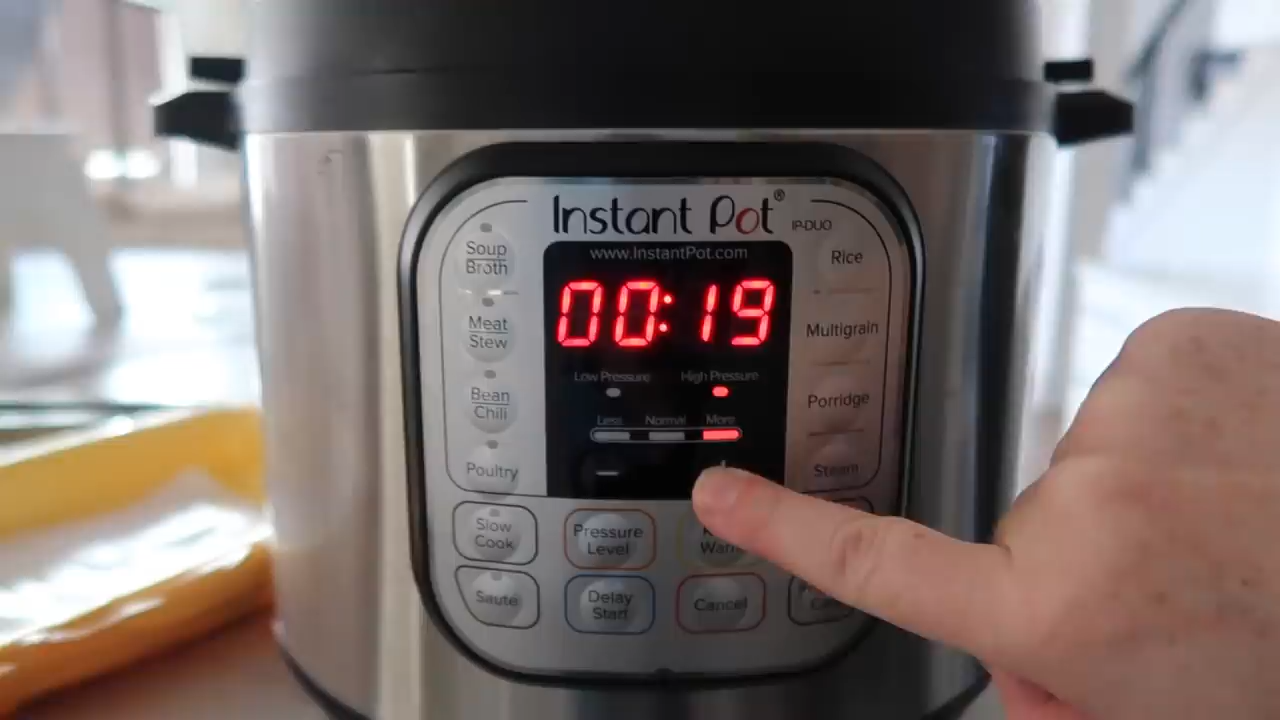 Instant Pot®
IP-DUO
www.InstantPot.com
00:19
Low Pressure
High Pressure
Less
Normal
More
−
+
Soup
Broth
Meat
Stew
Bean
Chili
Poultry
Rice
Multigrain
Porridge
Steam
Slow
Cook
Pressure
Level
Saute
Delay
Start
Cancel